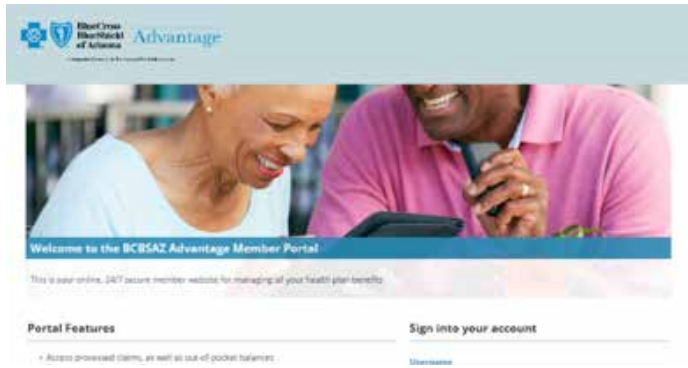 BlueCross
BlueShield
of Arizona
Advantage
Welcome to the BCBSAZ Advantage Member Portal
This is your online, 24/7 secure member website for managing all your health plan benefits
Portal Features
Sign into your account
• Access processed claims, as well as out-of-pocket balances
Username